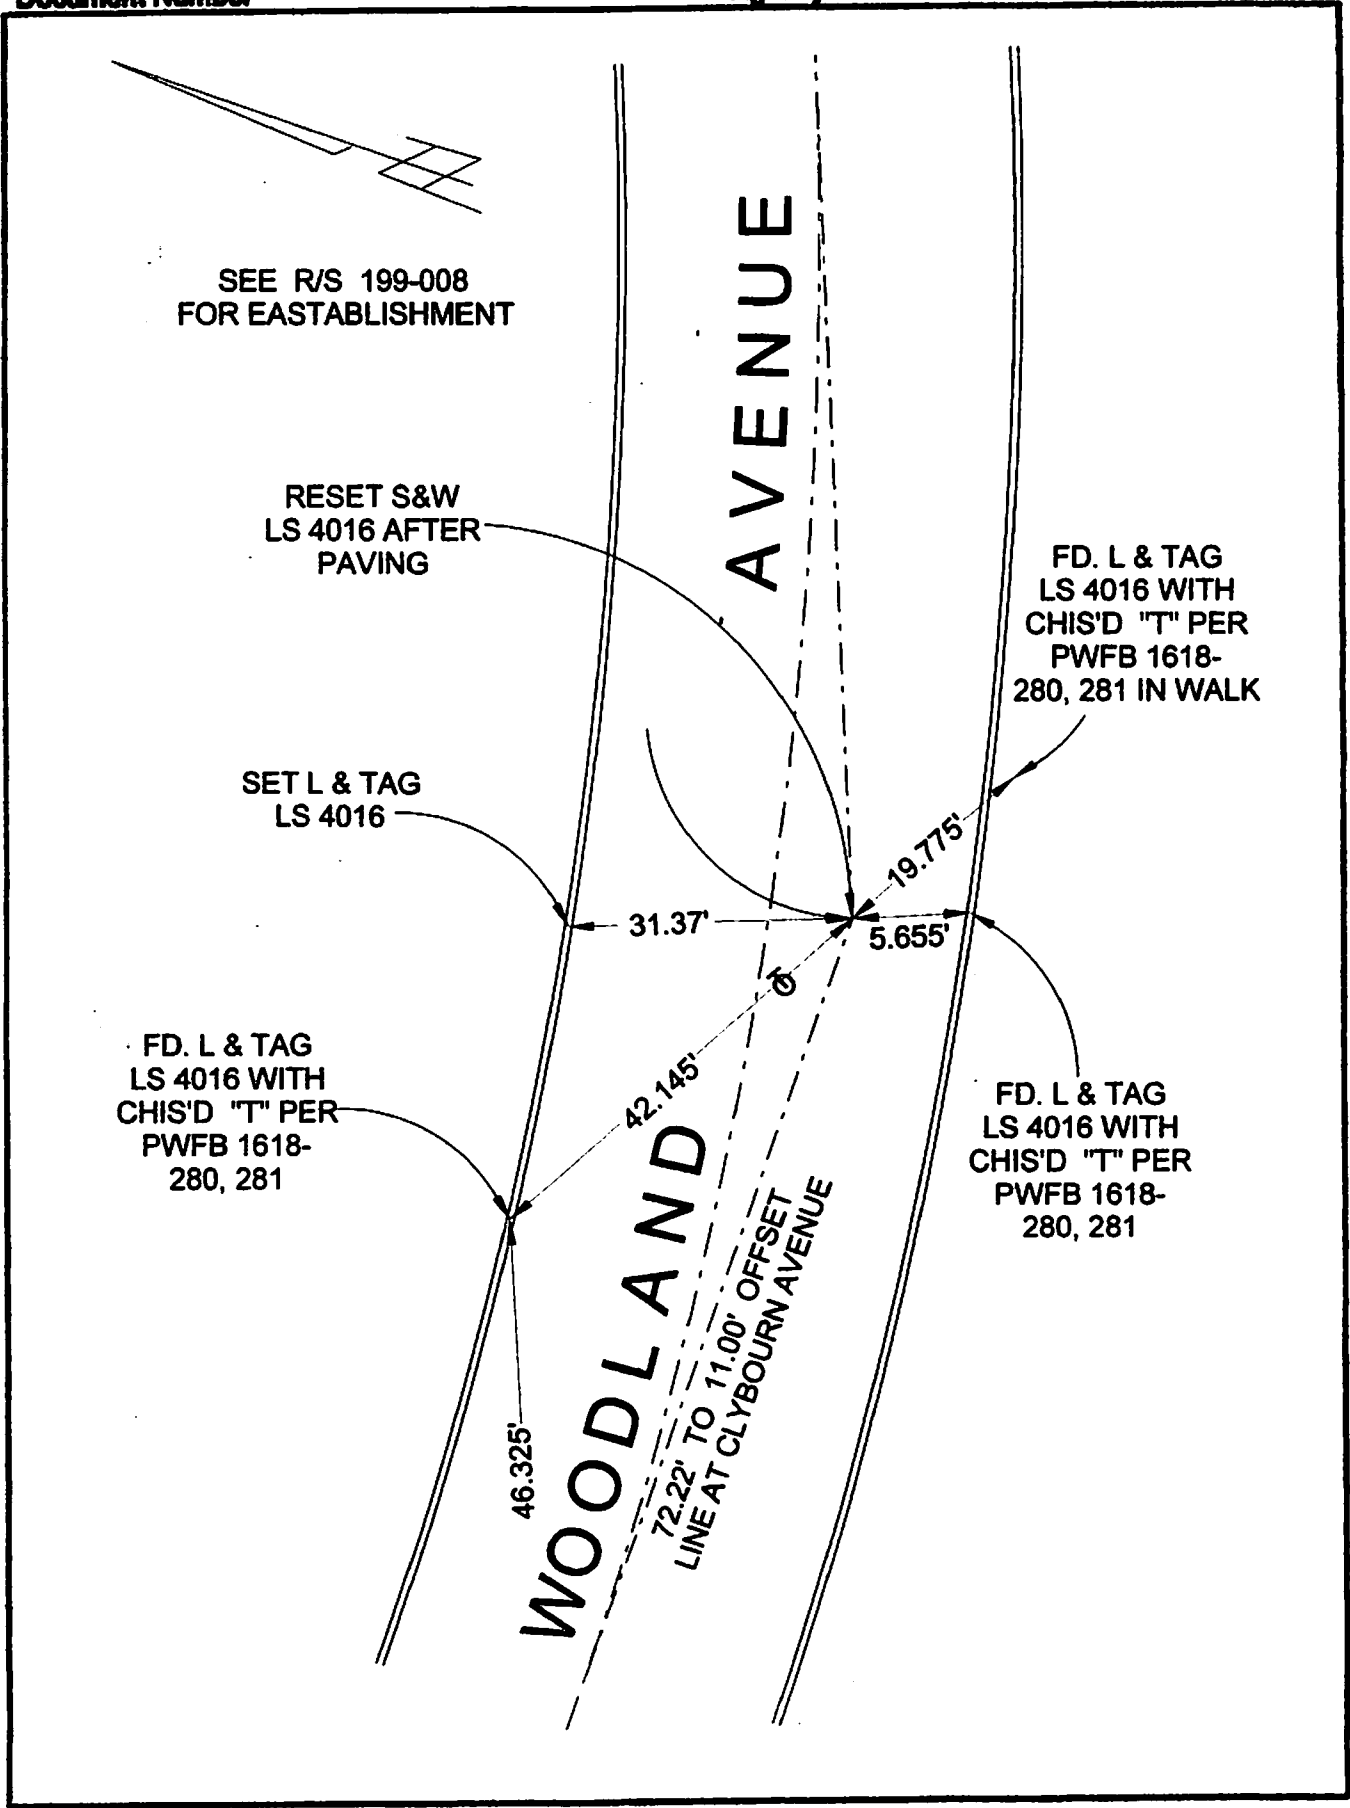 Document Number
SEE R/S 199-008
FOR EASTABLISHMENT
AVENUE
RESET S&W
LS 4016 AFTER
PAVING
FD. L & TAG
LS 4016 WITH
CHIS'D "T" PER
PWFB 1618-
280, 281 IN WALK
SET L & TAG
LS 4016
19.775'
31.37'
5.655'
42.145'
FD. L & TAG
LS 4016 WITH
CHIS'D "T" PER
PWFB 1618-
280, 281
FD. L & TAG
LS 4016 WITH
CHIS'D "T" PER
PWFB 1618-
280, 281
WOODLAND
72.22' TO 11.00' OFFSET
LINE AT CLYBOURN AVENUE
46.325'